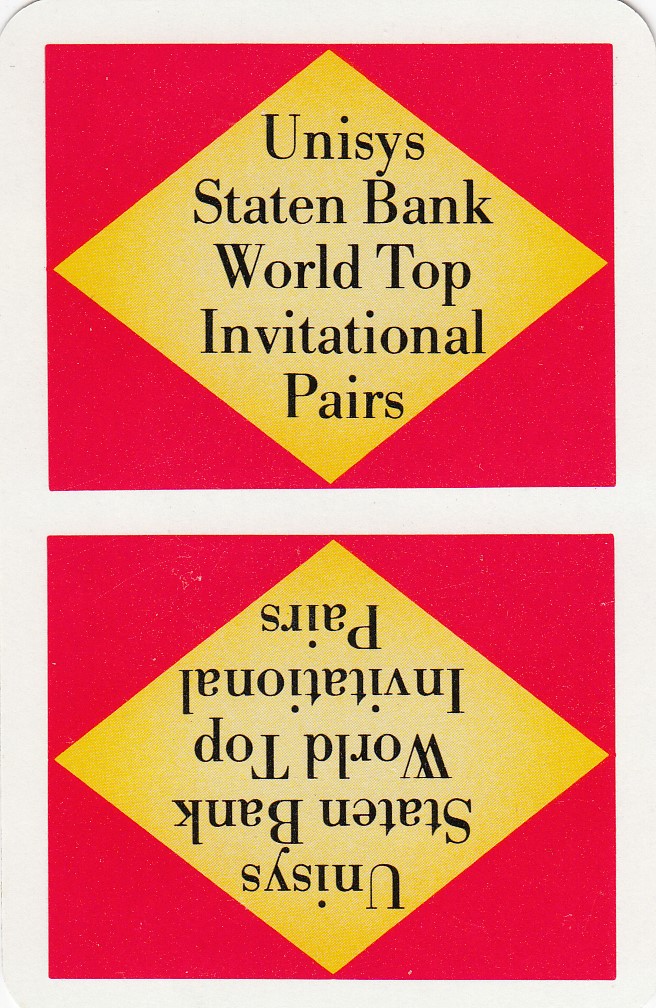 Unisys
Staten Bank
World Top
Invitational
Pairs
Unisys
Staten Bank
World Top
Invitational
Pairs